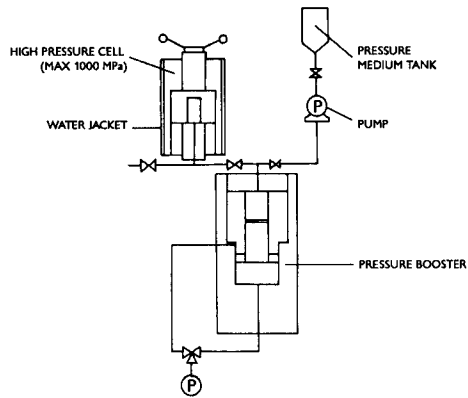 HIGH PRESSURE CELL
(MAX 1000 MPa)
WATER JACKET
PRESSURE
MEDIUM TANK
P
PUMP
PRESSURE BOOSTER
P